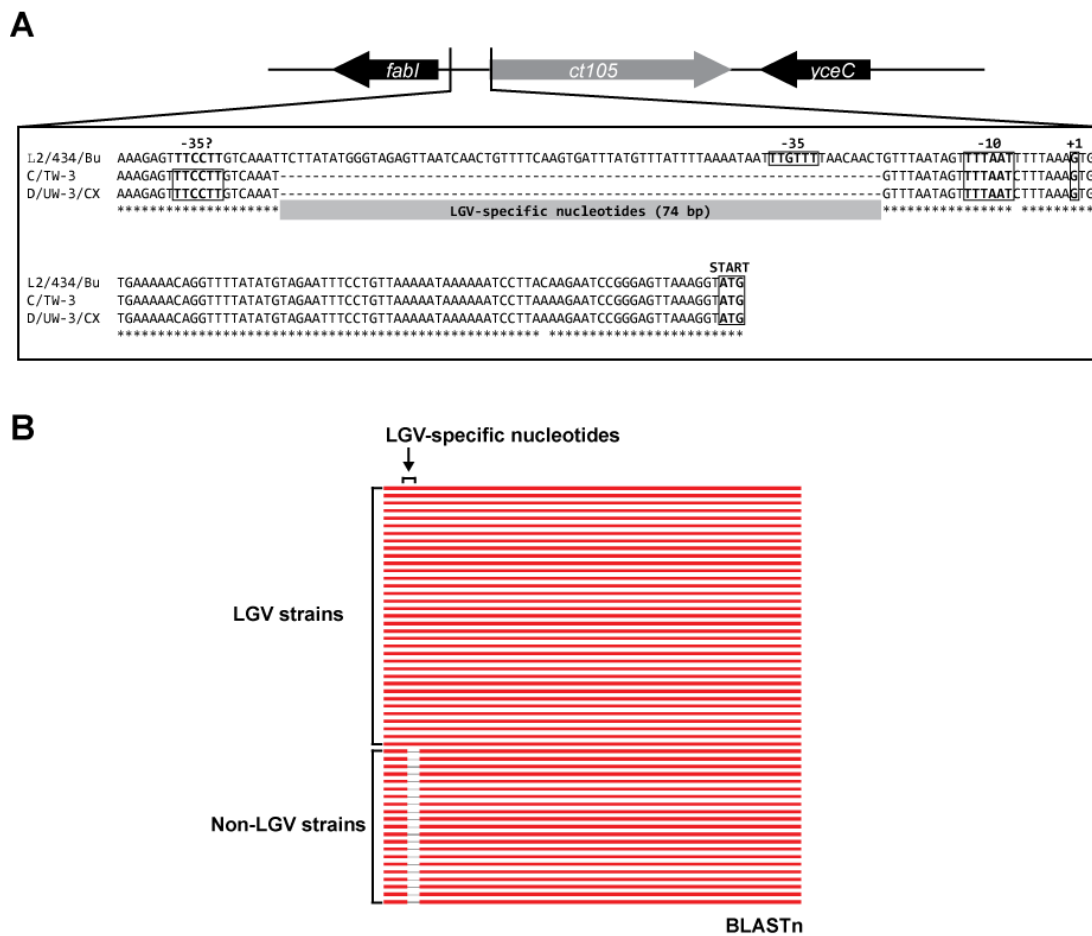 A
fabI ct105 yceC
-35? -35 -10 +1
L2/434/Bu AAAGAGTTTCCTTGTCAAATTCTTATATGGGTAGAGTTAATCAACTGTTTTCAAGTGATTTATGTTTATTTTAAAATAATTTGTTTTAACAACTGTTTAATAGTTTTAATTTTTAAAGTG
C/TW-3 AAAGAGTTTCCTTGTCAAAT--------------------------------------------------------------------------GTTTAATAGTTTTAATCTTTAAAGTG
D/UW-3/CX AAAGAGTTTCCTTGTCAAAT--------------------------------------------------------------------------GTTTAATAGTTTTAATCTTTAAAGTG
******************** **************** *********
LGV-specific nucleotides (74 bp)
START
L2/434/Bu TGAAAAACAGGTTTTATATGTAGAATTTCCTGTTAAAAATAAAAAATCCTTACAAGAATCCGGGAGTTAAAGGTATG
C/TW-3 TGAAAAACAGGTTTTATATGTAGAATTTCCTGTTAAAAATAAAAAATCCTTAAAAGAATCCGGGAGTTAAAGGTATG
D/UW-3/CX TGAAAAACAGGTTTTATATGTAGAATTTCCTGTTAAAAATAAAAAATCCTTAAAAGAATCCGGGAGTTAAAGGTATG
**************************************************** ************************
B
LGV-specific nucleotides
LGV strains
Non-LGV strains
BLASTn